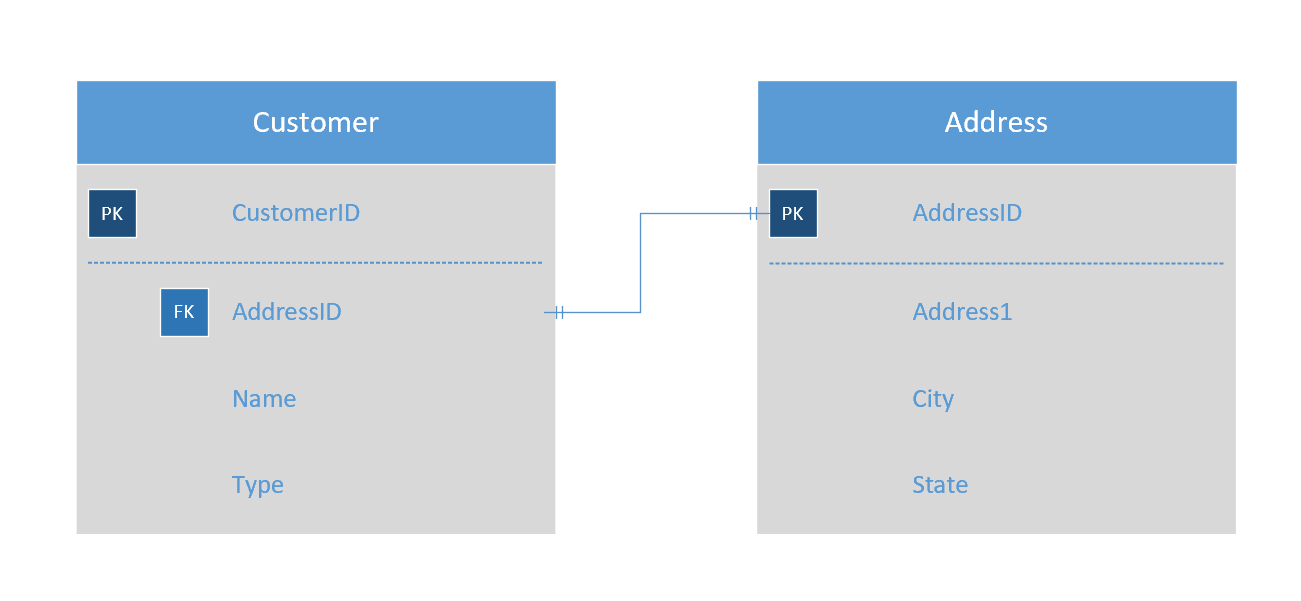 Customer
PK CustomerID
FK AddressID
Name
Type
Address
PK AddressID
Address1
City
State